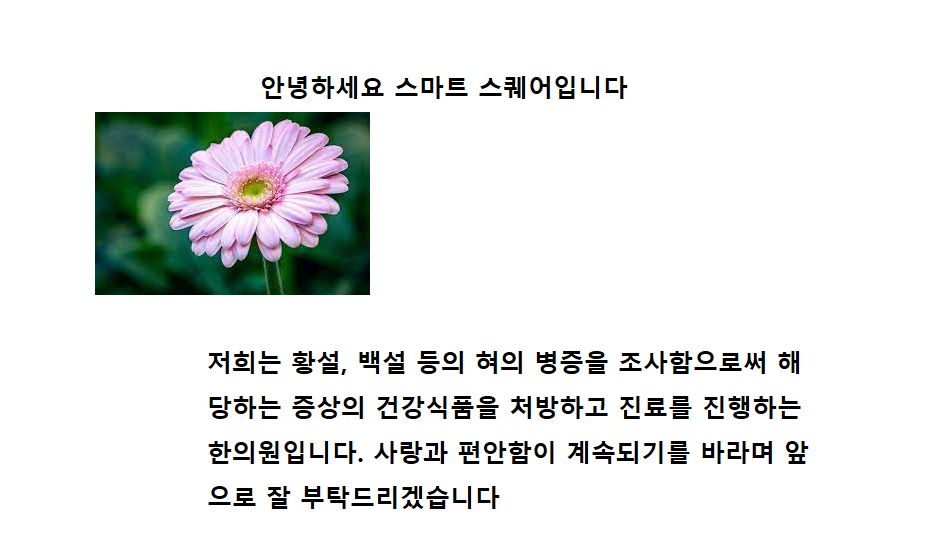 안녕하세요 스마트 스퀘어입니다
저희는 황설, 백설 등의 혀의 병증을 조사함으로써 해
당하는 증상의 건강식품을 처방하고 진료를 진행하는
한의원입니다. 사랑과 편안함이 계속되기를 바라며 앞
으로 잘 부탁드리겠습니다